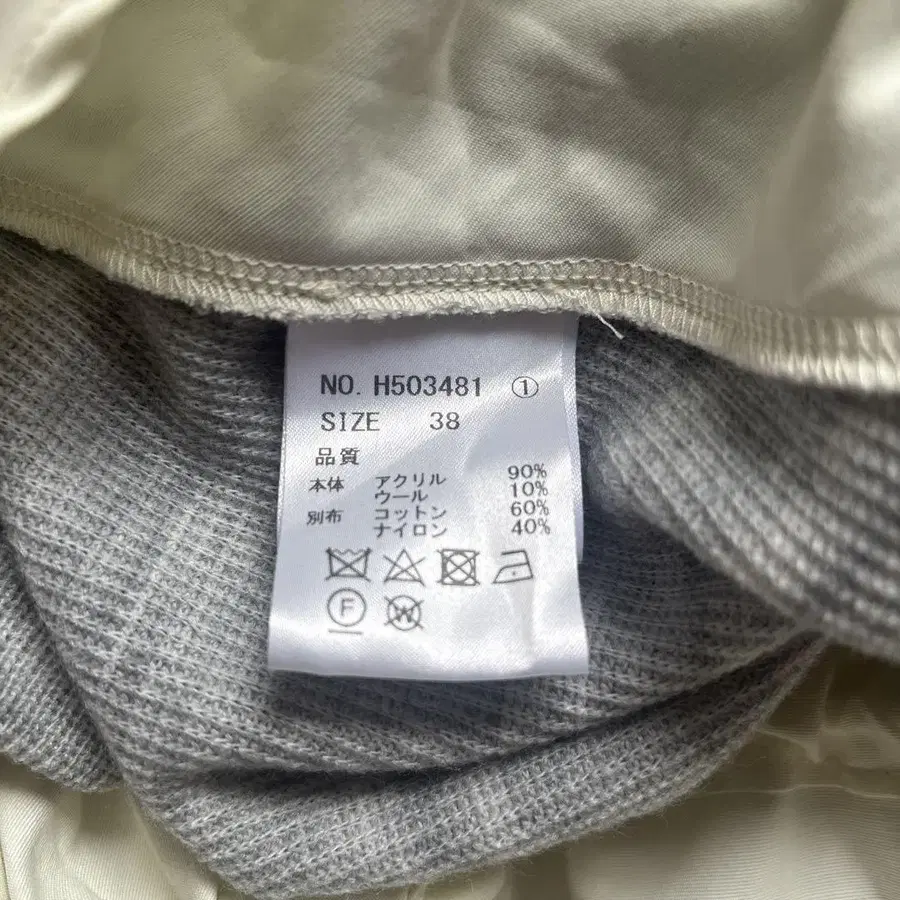 NO. H503481 ①
SIZE 38
品質
本体 アクリル 90%
ウール 10%
別布 コットン 60%
ナイロン 40%
F W